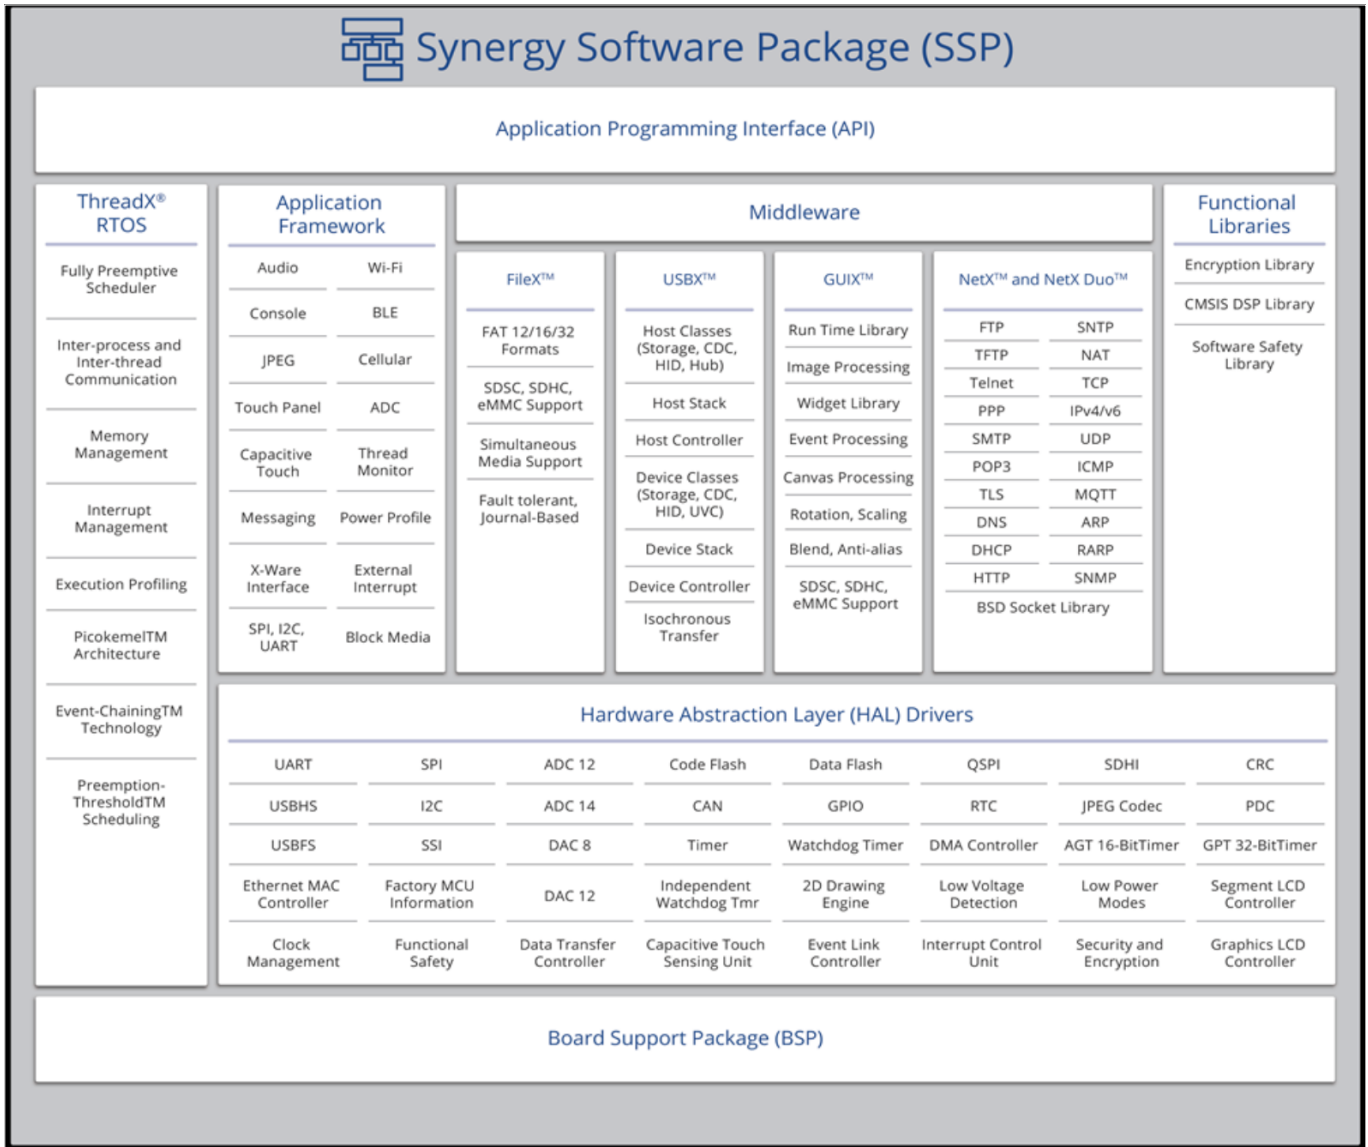 Synergy Software Package (SSP)
Application Programming Interface (API)
ThreadX®
RTOS
Fully Preemptive
Scheduler
Inter-process and
Inter-thread
Communication
Memory
Management
Interrupt
Management
Execution Profiling
PicokemelTM
Architecture
Event-ChainingTM
Technology
Preemption-
ThresholdTM
Scheduling
Application
Framework
Audio
Wi-Fi
Console
BLE
JPEG
Cellular
Touch Panel
ADC
Capacitive
Touch
Thread
Monitor
Messaging
Power Profile
X-Ware
Interface
External
Interrupt
SPI, I2C,
UART
Block Media
Middleware
FileX™
FAT 12/16/32
Formats
SDSC, SDHC,
eMMC Support
Simultaneous
Media Support
Fault tolerant,
Journal-Based
USBX™
Host Classes
(Storage, CDC,
HID, Hub)
Host Stack
Host Controller
Device Classes
(Storage, CDC,
HID, UVC)
Device Stack
Device Controller
Isochronous
Transfer
GUIX™
Run Time Library
Image Processing
Widget Library
Event Processing
Canvas Processing
Rotation, Scaling
Blend, Anti-alias
SDSC, SDHC,
eMMC Support
NetX™ and NetX Duo™
FTP
SNTP
TFTP
NAT
Telnet
TCP
PPP
IPv4/v6
SMTP
UDP
POP3
ICMP
TLS
MQTT
DNS
ARP
DHCP
RARP
HTTP
SNMP
BSD Socket Library
Functional
Libraries
Encryption Library
CMSIS DSP Library
Software Safety
Library
Hardware Abstraction Layer (HAL) Drivers
UART
SPI
ADC 12
Code Flash
Data Flash
QSPI
SDHI
CRC
USBHS
I2C
ADC 14
CAN
GPIO
RTC
JPEG Codec
PDC
USBFS
SSI
DAC 8
Timer
Watchdog Timer
DMA Controller
AGT 16-BitTimer
GPT 32-BitTimer
Ethernet MAC
Controller
Factory MCU
Information
DAC 12
Independent
Watchdog Tmr
2D Drawing
Engine
Low Voltage
Detection
Low Power
Modes
Segment LCD
Controller
Clock
Management
Functional
Safety
Data Transfer
Controller
Capacitive Touch
Sensing Unit
Event Link
Controller
Interrupt Control
Unit
Security and
Encryption
Graphics LCD
Controller
Board Support Package (BSP)